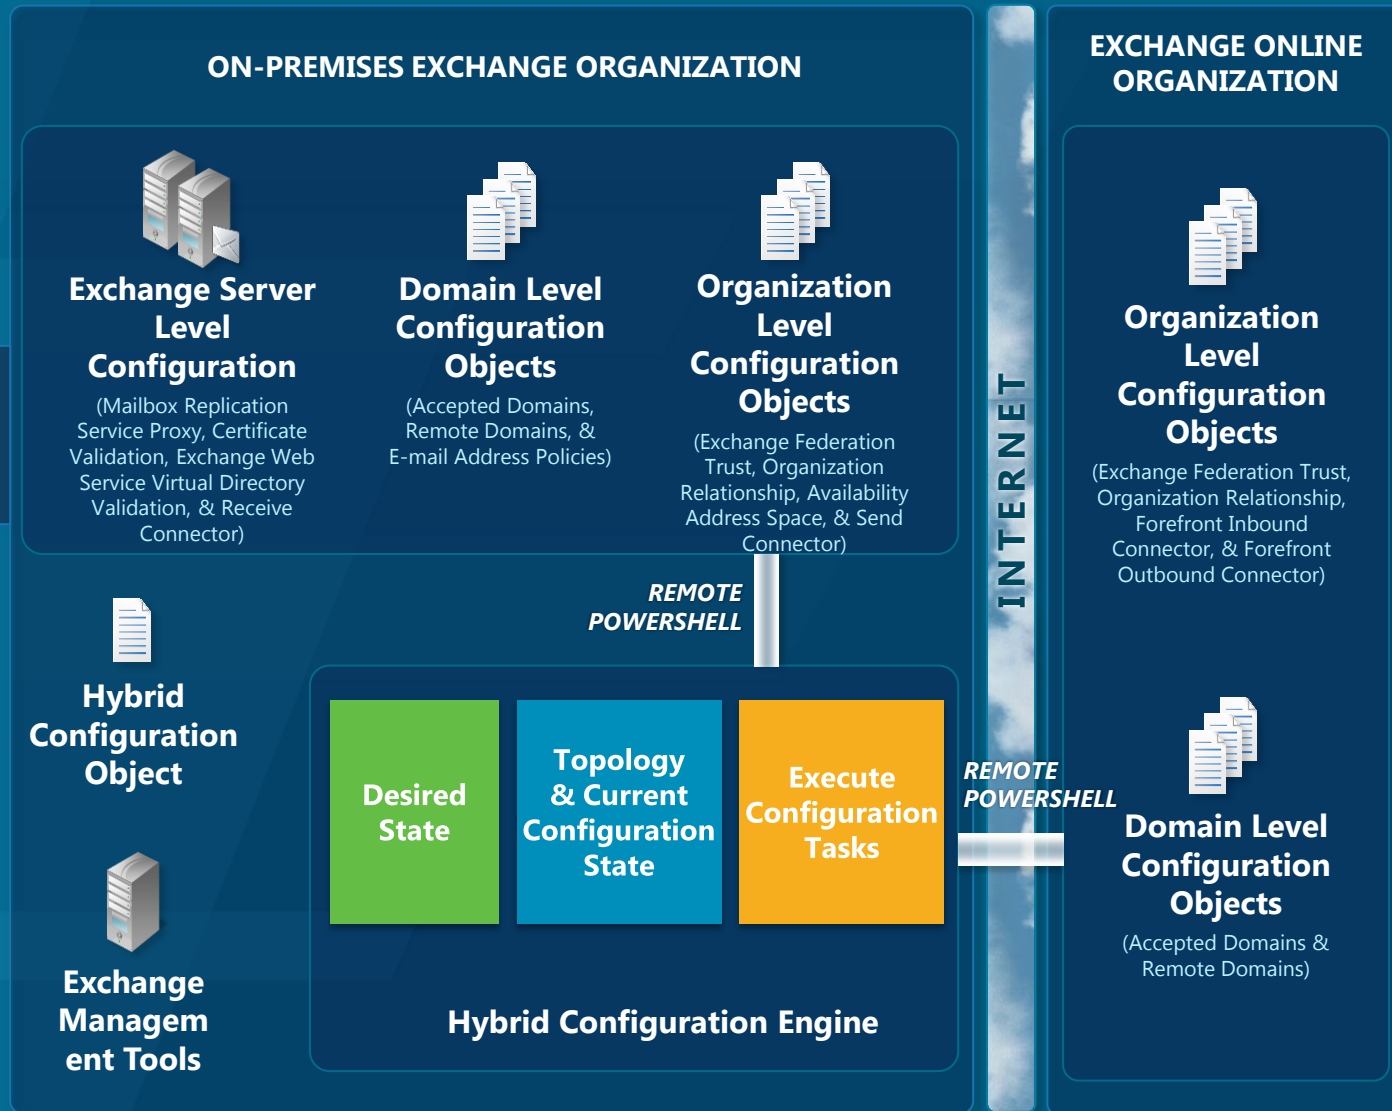 ON-PREMISES EXCHANGE ORGANIZATION
Exchange Server
Level
Configuration
(Mailbox Replication
Service Proxy, Certificate
Validation, Exchange Web
Service Virtual Directory
Validation, & Receive
Connector)
Domain Level
Configuration
Objects
(Accepted Domains,
Remote Domains, &
E-mail Address Policies)
Organization
Level
Configuration
Objects
(Exchange Federation
Trust, Organization
Relationship, Availability
Address Space, & Send
Connector)
REMOTE
POWERSHELL
Hybrid
Configuration
Object
Exchange
Managem
ent Tools
Desired
State
Topology
& Current
Configuration
State
Execute
Configuration
Tasks
Hybrid Configuration Engine
INTERNET
REMOTE
POWERSHELL
EXCHANGE ONLINE
ORGANIZATION
Organization
Level
Configuration
Objects
(Exchange Federation Trust,
Organization Relationship,
Forefront Inbound
Connector, & Forefront
Outbound Connector)
Domain Level
Configuration
Objects
(Accepted Domains &
Remote Domains)